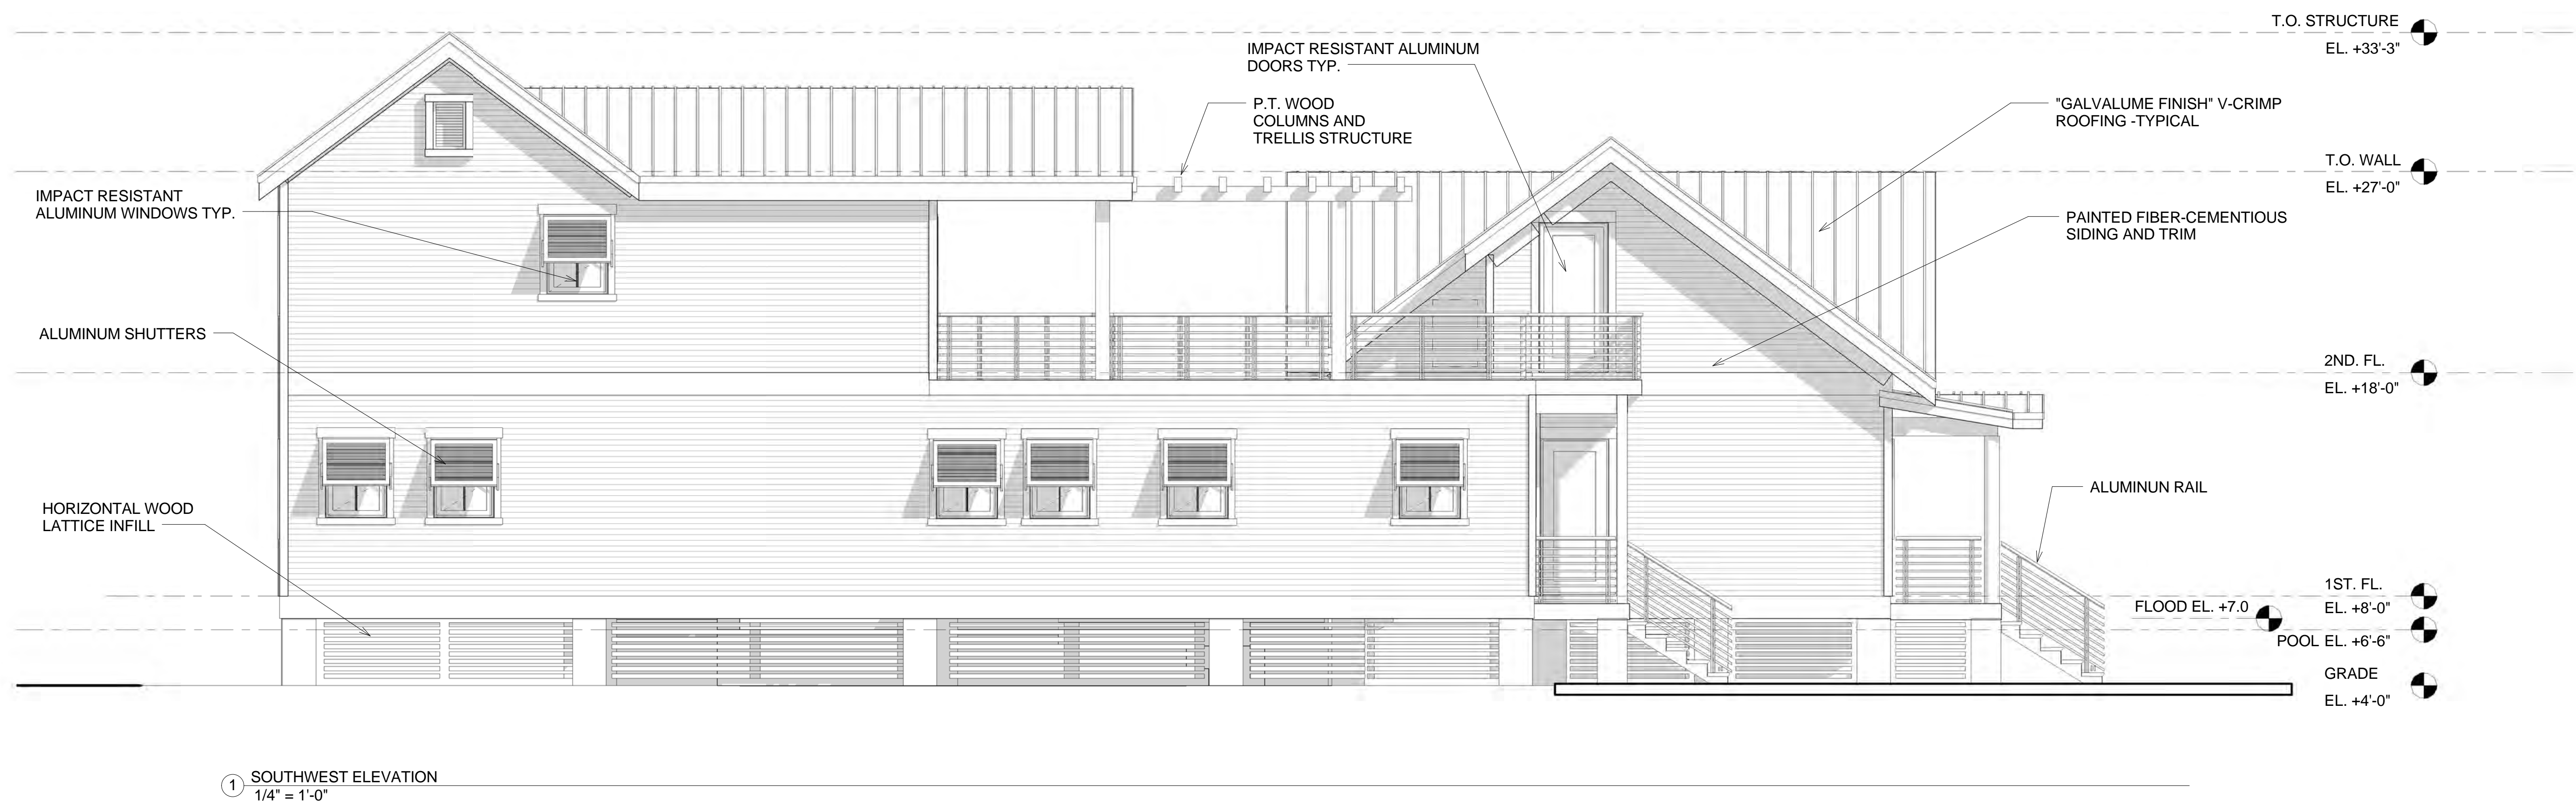 T.O. STRUCTURE
EL. +33'-3"
IMPACT RESISTANT ALUMINUM
DOORS TYP.
P.T. WOOD
COLUMNS AND
TRELLIS STRUCTURE
"GALVALUME FINISH" V-CRIMP
ROOFING -TYPICAL
T.O. WALL
EL. +27'-0"
IMPACT RESISTANT
ALUMINUM WINDOWS TYP.
PAINTED FIBER-CEMENTIOUS
SIDING AND TRIM
ALUMINUM SHUTTERS
2ND. FL.
EL. +18'-0"
HORIZONTAL WOOD
LATTICE INFILL
ALUMINUN RAIL
1ST. FL.
EL. +8'-0"
FLOOD EL. +7.0
POOL EL. +6'-6"
GRADE
EL. +4'-0"
1
SOUTHWEST ELEVATION
1/4" = 1'-0"